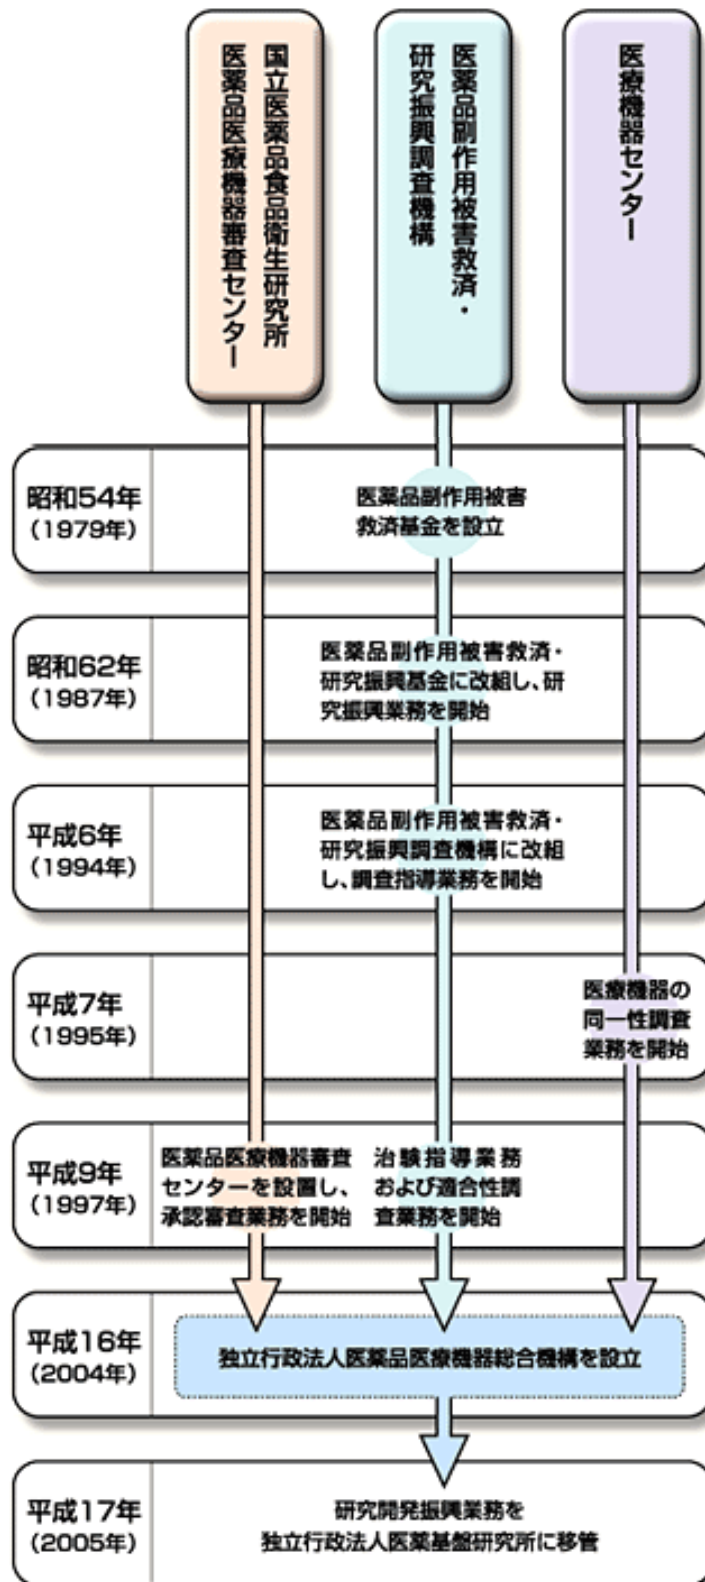 国立医薬品食品衛生研究所
医薬品医療機器審査センター
医薬品副作用被害救済・
研究振興調査機構
医療機器センター
昭和54年
(1979年)
医薬品副作用被害
救済基金を設立
昭和62年
(1987年)
医薬品副作用被害救済・
研究振興基金に改組し、研
究振興業務を開始
平成6年
(1994年)
医薬品副作用被害救済・
研究振興調査機構に改組
し、調査指導業務を開始
平成7年
(1995年)
医療機器の
同一性調査
業務を開始
平成9年
(1997年)
医薬品医療機器審査
センターを設置し、
承認審査業務を開始
治験指導業務
および適合性調
査業務を開始
平成16年
(2004年)
独立行政法人医薬品医療機器総合機構を設立
平成17年
(2005年)
研究開発振興業務を
独立行政法人医薬基盤研究所に移管